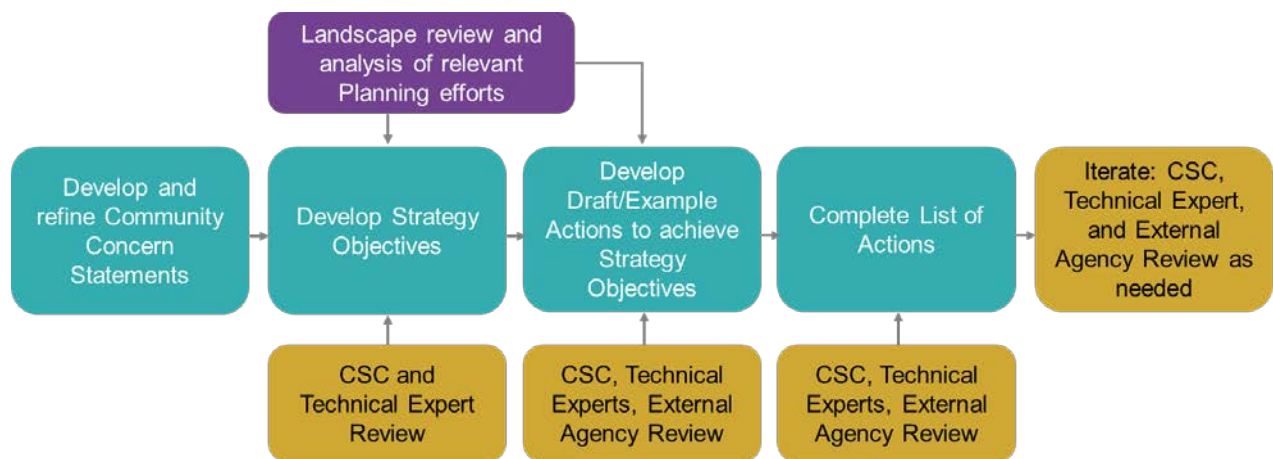 Landscape review and
analysis of relevant
Planning efforts
Develop and
refine Community
Concern
Statements
Develop Strategy
Objectives
Develop
Draft/Example
Actions to achieve
Strategy
Objectives
Complete List of
Actions
Iterate: CSC,
Technical Expert,
and External
Agency Review as
needed
CSC and
Technical Expert
Review
CSC, Technical
Experts, External
Agency Review
CSC, Technical
Experts, External
Agency Review